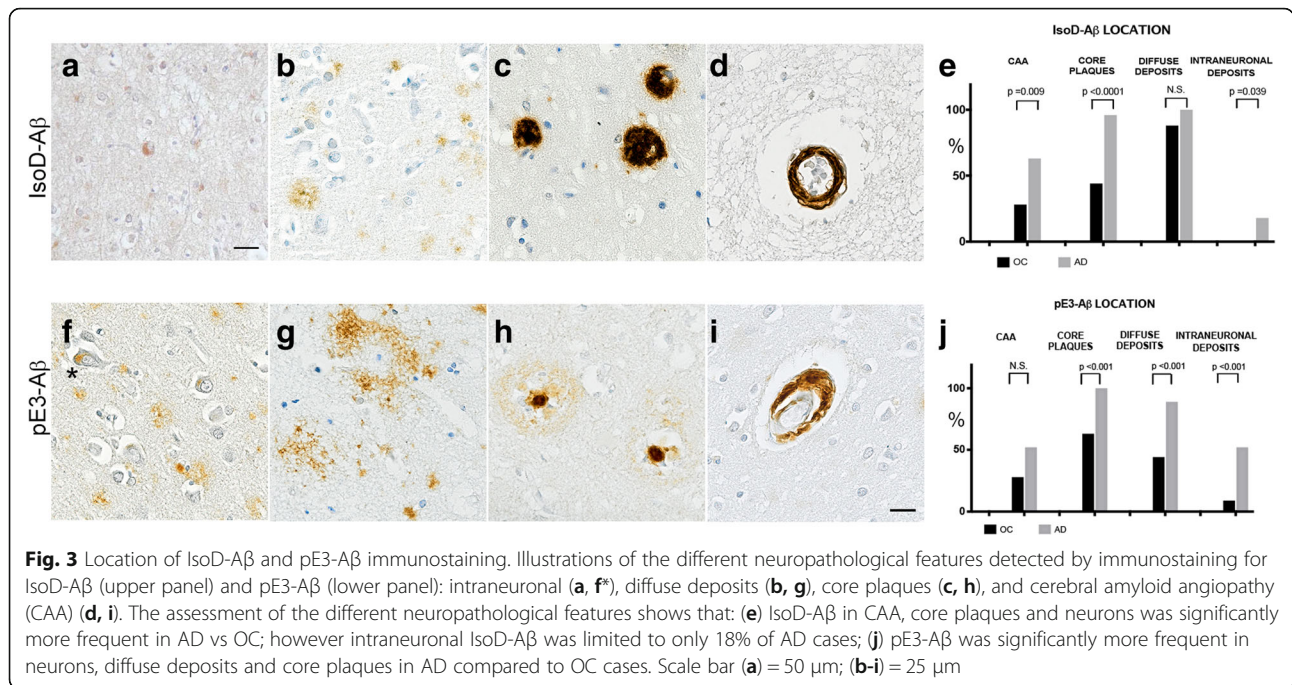 a
b
c
d
IsoD-Aβ
e
IsoD-Aβ LOCATION
CAA
CORE PLAQUES
DIFFUSE DEPOSITS
INTRANEURONAL DEPOSITS
p =0.009
p <0.0001
N.S.
p =0.039
100
%
50
0
OC
AD
f
*
g
h
i
pE3-Aβ
j
pE3-Aβ LOCATION
CAA
CORE PLAQUES
DIFFUSE DEPOSITS
INTRANEURONAL DEPOSITS
N.S.
p <0.001
p <0.001
p <0.001
100
%
50
0
OC
AD
Fig. 3 Location of IsoD-Aβ and pE3-Aβ immunostaining. Illustrations of the different neuropathological features detected by immunostaining for
IsoD-Aβ (upper panel) and pE3-Aβ (lower panel): intraneuronal (a, f*), diffuse deposits (b, g), core plaques (c, h), and cerebral amyloid angiopathy
(CAA) (d, i). The assessment of the different neuropathological features shows that: (e) IsoD-Aβ in CAA, core plaques and neurons was significantly
more frequent in AD vs OC; however intraneuronal IsoD-Aβ was limited to only 18% of AD cases; (j) pE3-Aβ was significantly more frequent in
neurons, diffuse deposits and core plaques in AD compared to OC cases. Scale bar (a) = 50 μm; (b-i) = 25 μm